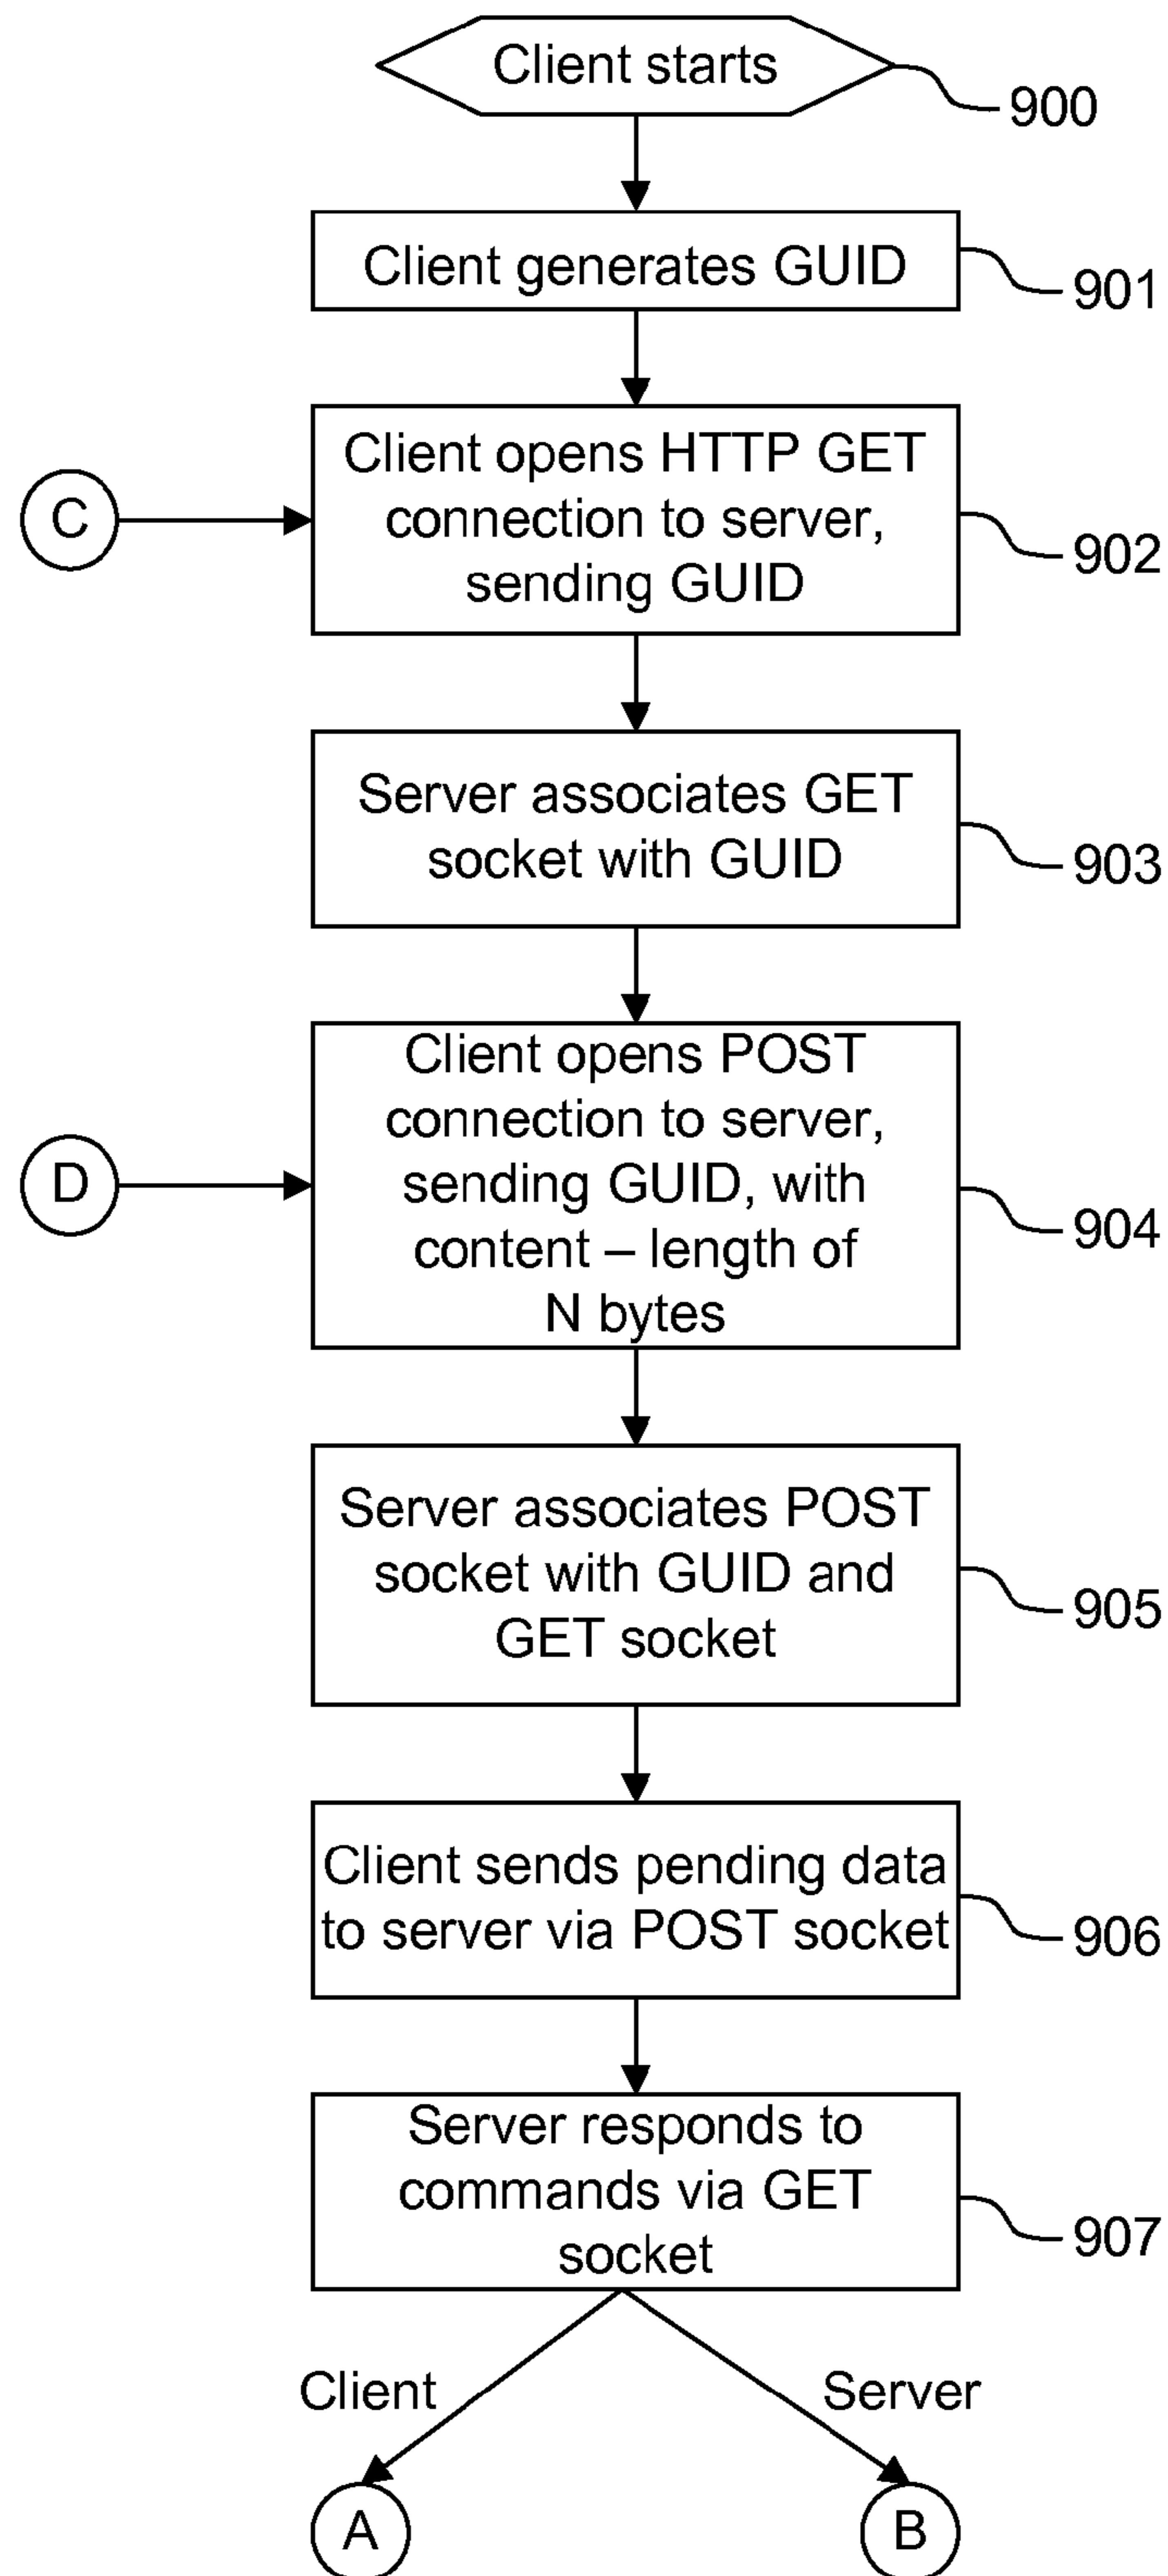 Client starts
900
Client generates GUID
901
Client opens HTTP GET
connection to server,
sending GUID
C
902
Server associates GET
socket with GUID
903
Client opens POST
connection to server,
sending GUID, with
content – length of
N bytes
D
904
Server associates POST
socket with GUID and
GET socket
905
Client sends pending data
to server via POST socket
906
Server responds to
commands via GET
socket
907
Client
Server
A
B